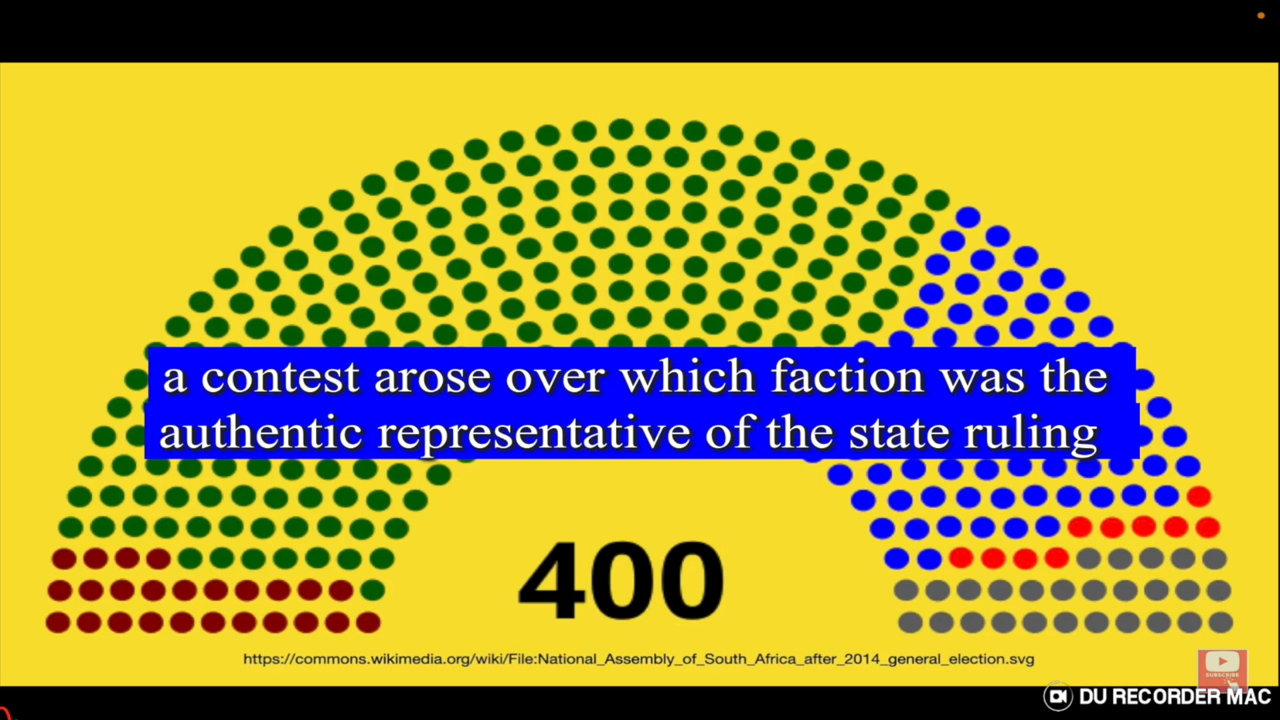 a contest arose over which faction was the
authentic representative of the state ruling
400
https://commons.wikimedia.org/wiki/File:National_Assembly_of_South_Africa_after_2014_general_election.svg
SUBSCRIBE
DU RECORDER MAC